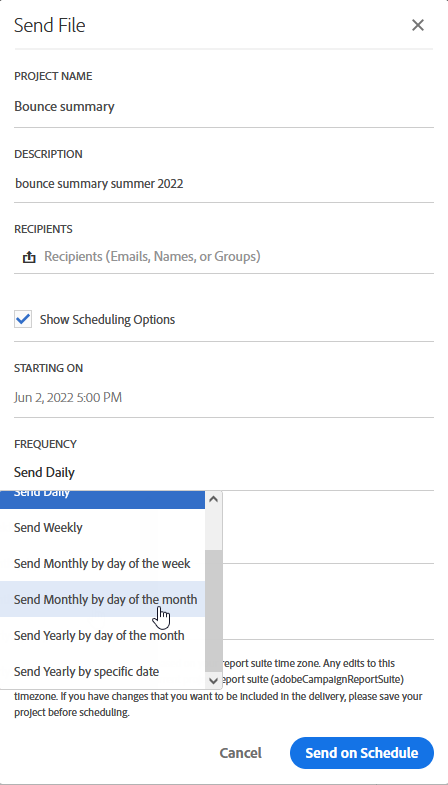 Send File
PROJECT NAME
Bounce summary
DESCRIPTION
bounce summary summer 2022
RECIPIENTS
Recipients (Emails, Names, or Groups)
Show Scheduling Options
STARTING ON
Jun 2, 2022 5:00 PM
FREQUENCY
Send Daily
Send Daily
Send Weekly
Send Monthly by day of the week
Send Monthly by day of the month
Send Yearly by day of the month
Send Yearly by specific date
report suite time zone. Any edits to this
report suite (adobeCampaignReportSuite)
timezone. If you have changes that you want to be included in the delivery, please save your
project before scheduling.
Cancel
Send on Schedule